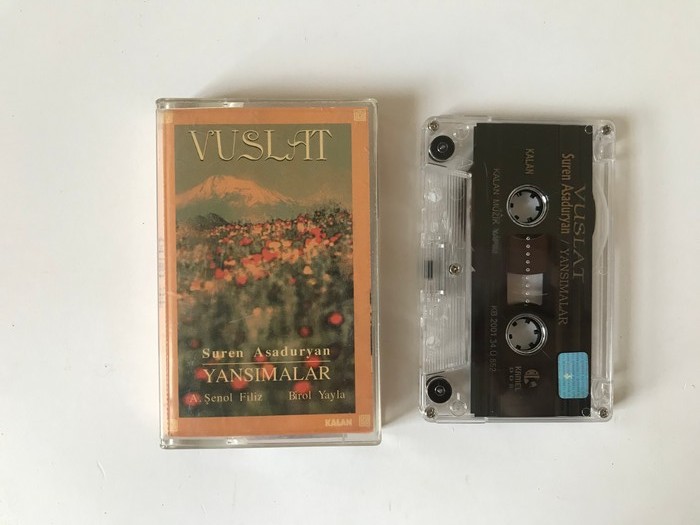 VUSLAT
Suren Asaduryan
YANSIMALAR
A. Şenol Filiz Birol Yayla
KALAN
VUSLAT
Suren Asaduryan / YANSIMALAR
KALAN
KALAN MÜZİK YAPIM